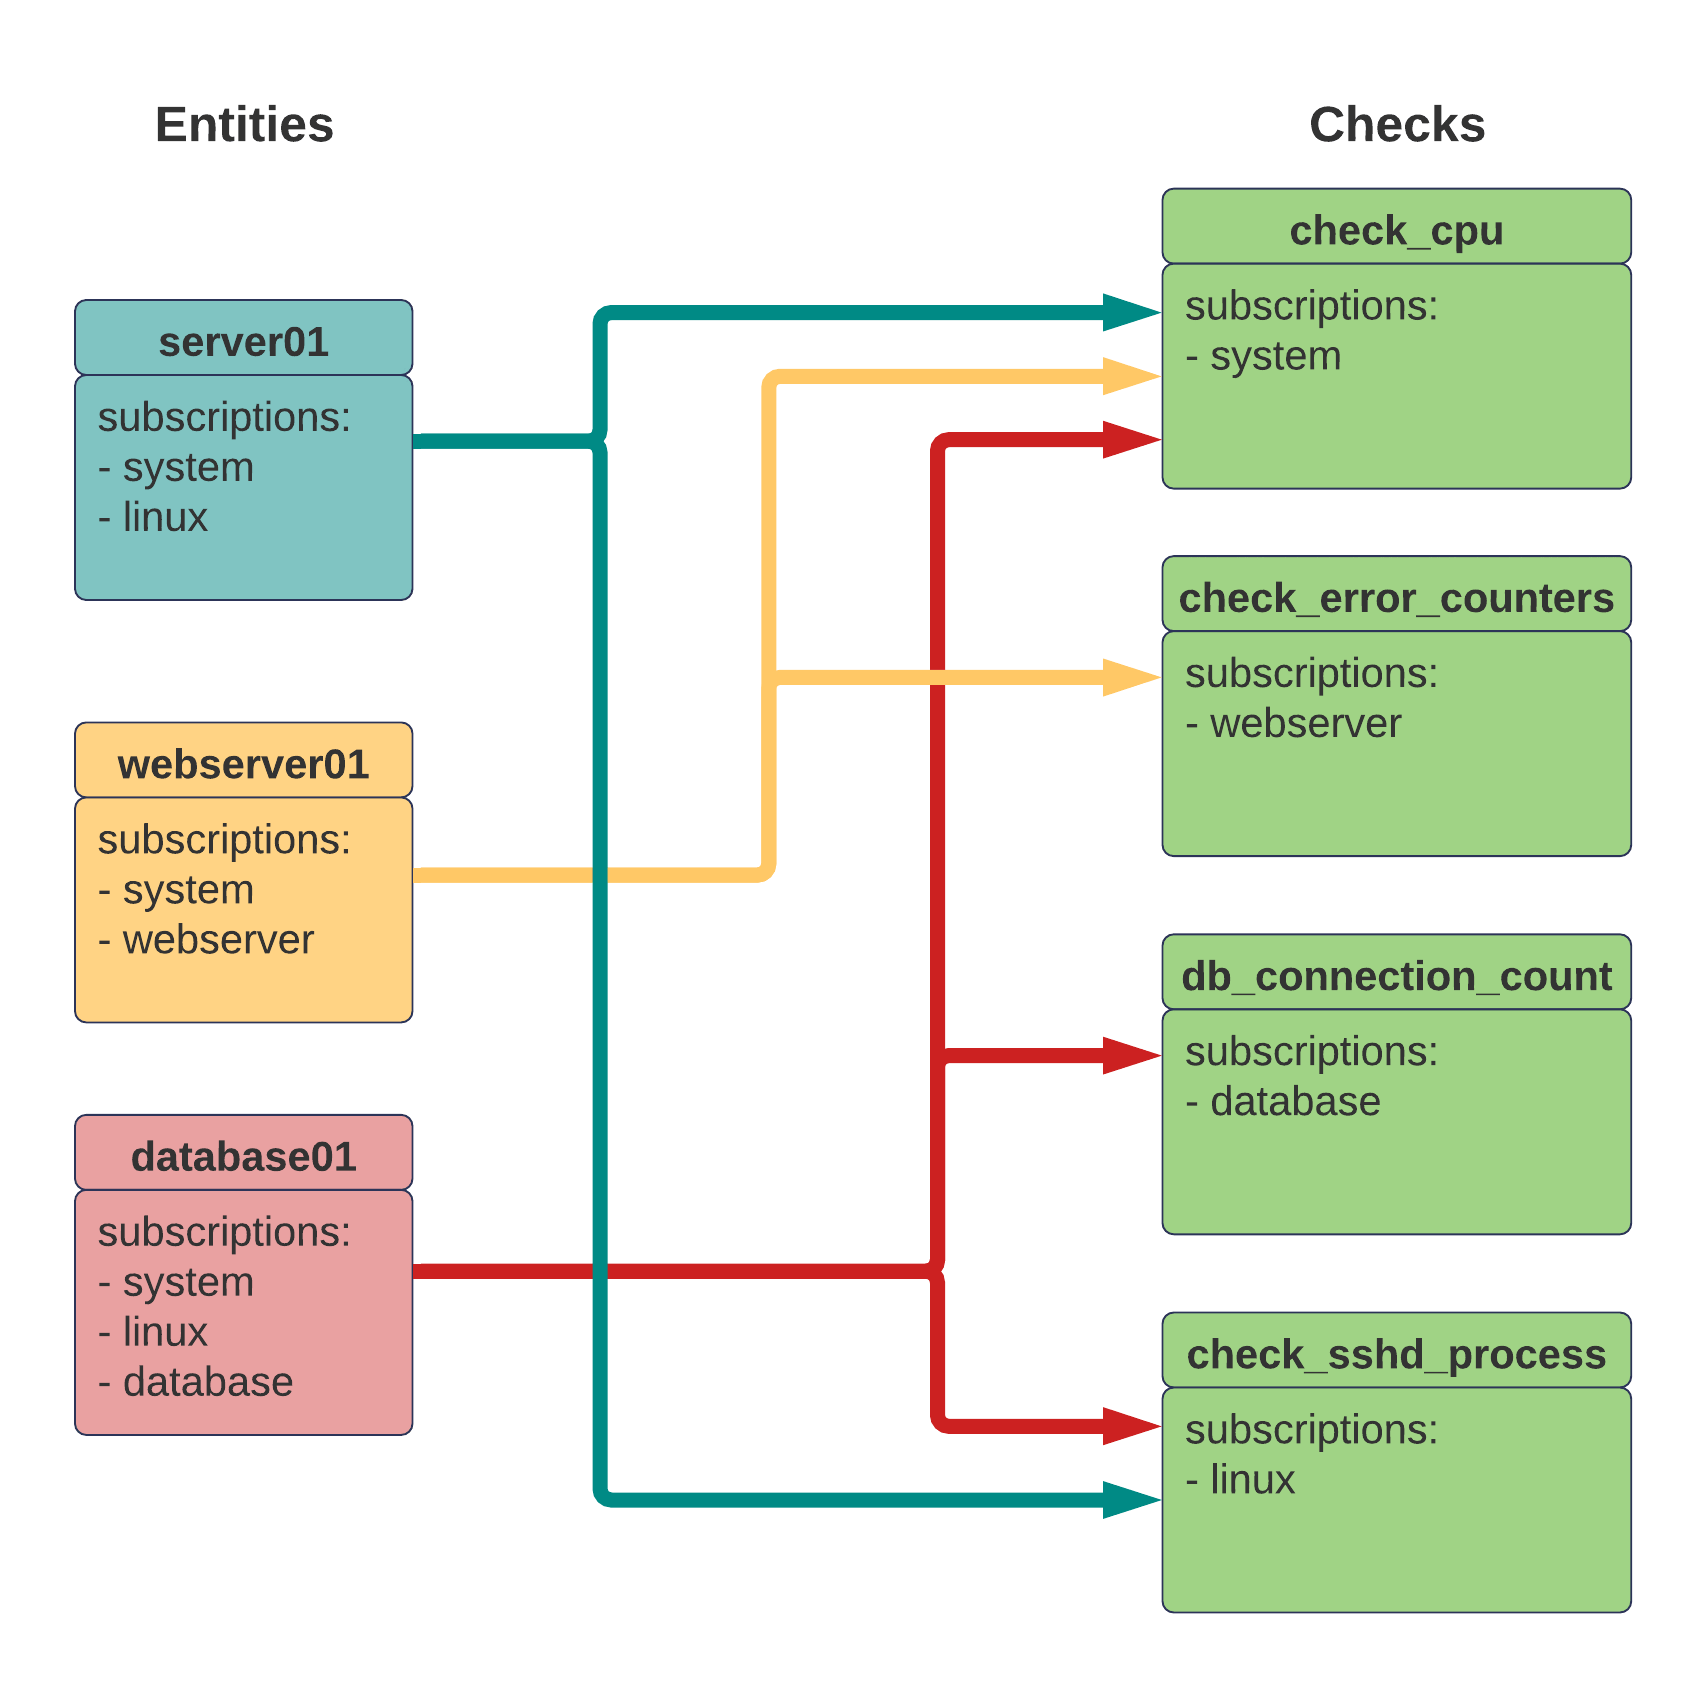 Entities
Checks
server01
subscriptions:
- system
- linux
webserver01
subscriptions:
- system
- webserver
database01
subscriptions:
- system
- linux
- database
check_cpu
subscriptions:
- system
check_error_counters
subscriptions:
- webserver
db_connection_count
subscriptions:
- database
check_sshd_process
subscriptions:
- linux